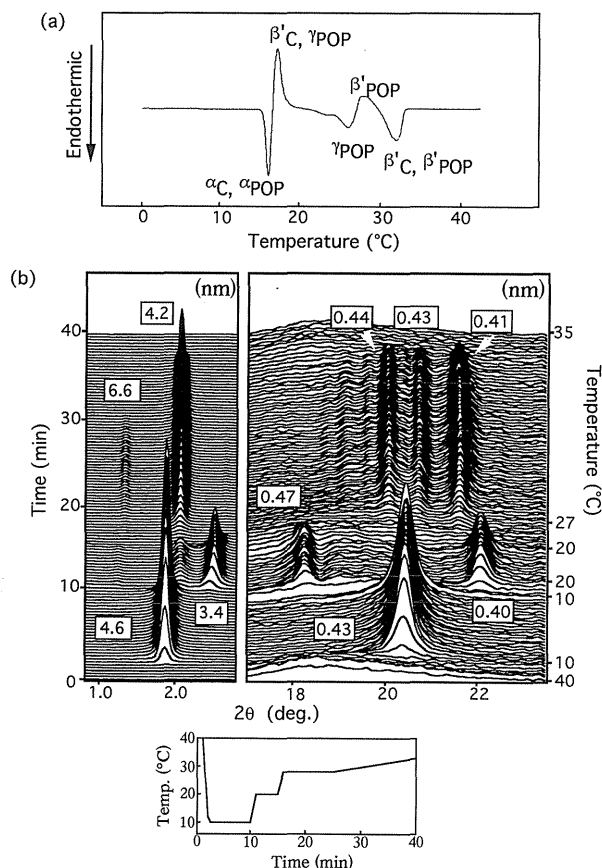 (a)
Endothermic
β'C, γPOP
β'POP
γPOP
β'C, β'POP
αC, αPOP
0 10 20 30 40
Temperature (°C)
(b)
(nm) (nm)
4.2
0.44 0.43 0.41
6.6
0.47
4.6 3.4
0.43 0.40
40
30
20
10
0
Time (min)
35
27
20
20
10
10
40
Temperature (°C)
1.0 2.0 18 20 22
2θ (deg.)
Temp. (°C)
40
30
20
10
0 10 20 30 40
Time (min)